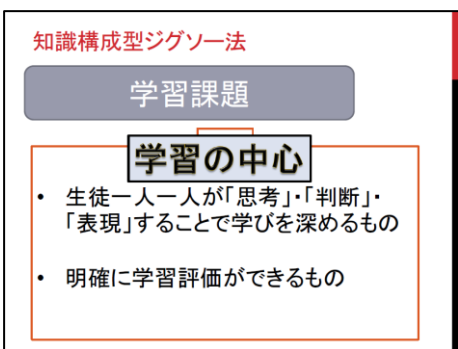 知識構成型ジグソー法
学習課題
学習の中心
• 生徒一人一人が「思考」・「判断」・
「表現」することで学びを深めるもの
• 明確に学習評価ができるもの